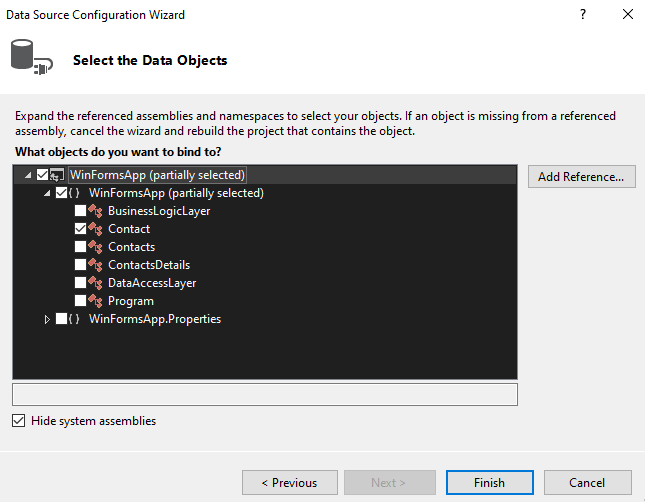 Data Source Configuration Wizard
Select the Data Objects
Expand the referenced assemblies and namespaces to select your objects. If an object is missing from a referenced
assembly, cancel the wizard and rebuild the project that contains the object.
What objects do you want to bind to?
WinFormsApp (partially selected)
Add Reference...
{ } WinFormsApp (partially selected)
BusinessLogicLayer
Contact
Contacts
ContactsDetails
DataAccessLayer
Program
{ } WinFormsApp.Properties
Hide system assemblies
< Previous
Next >
Finish
Cancel